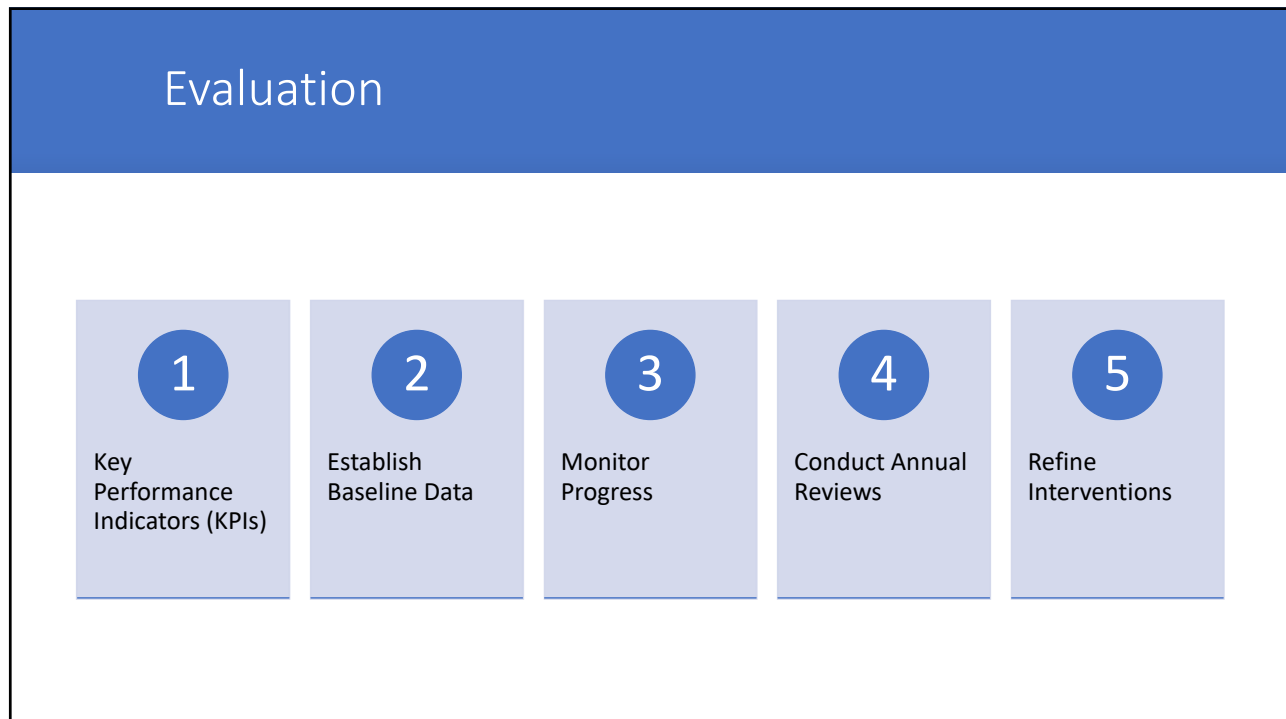 Evaluation
1
Key
Performance
Indicators (KPIs)
2
Establish
Baseline Data
3
Monitor
Progress
4
Conduct Annual
Reviews
5
Refine
Interventions